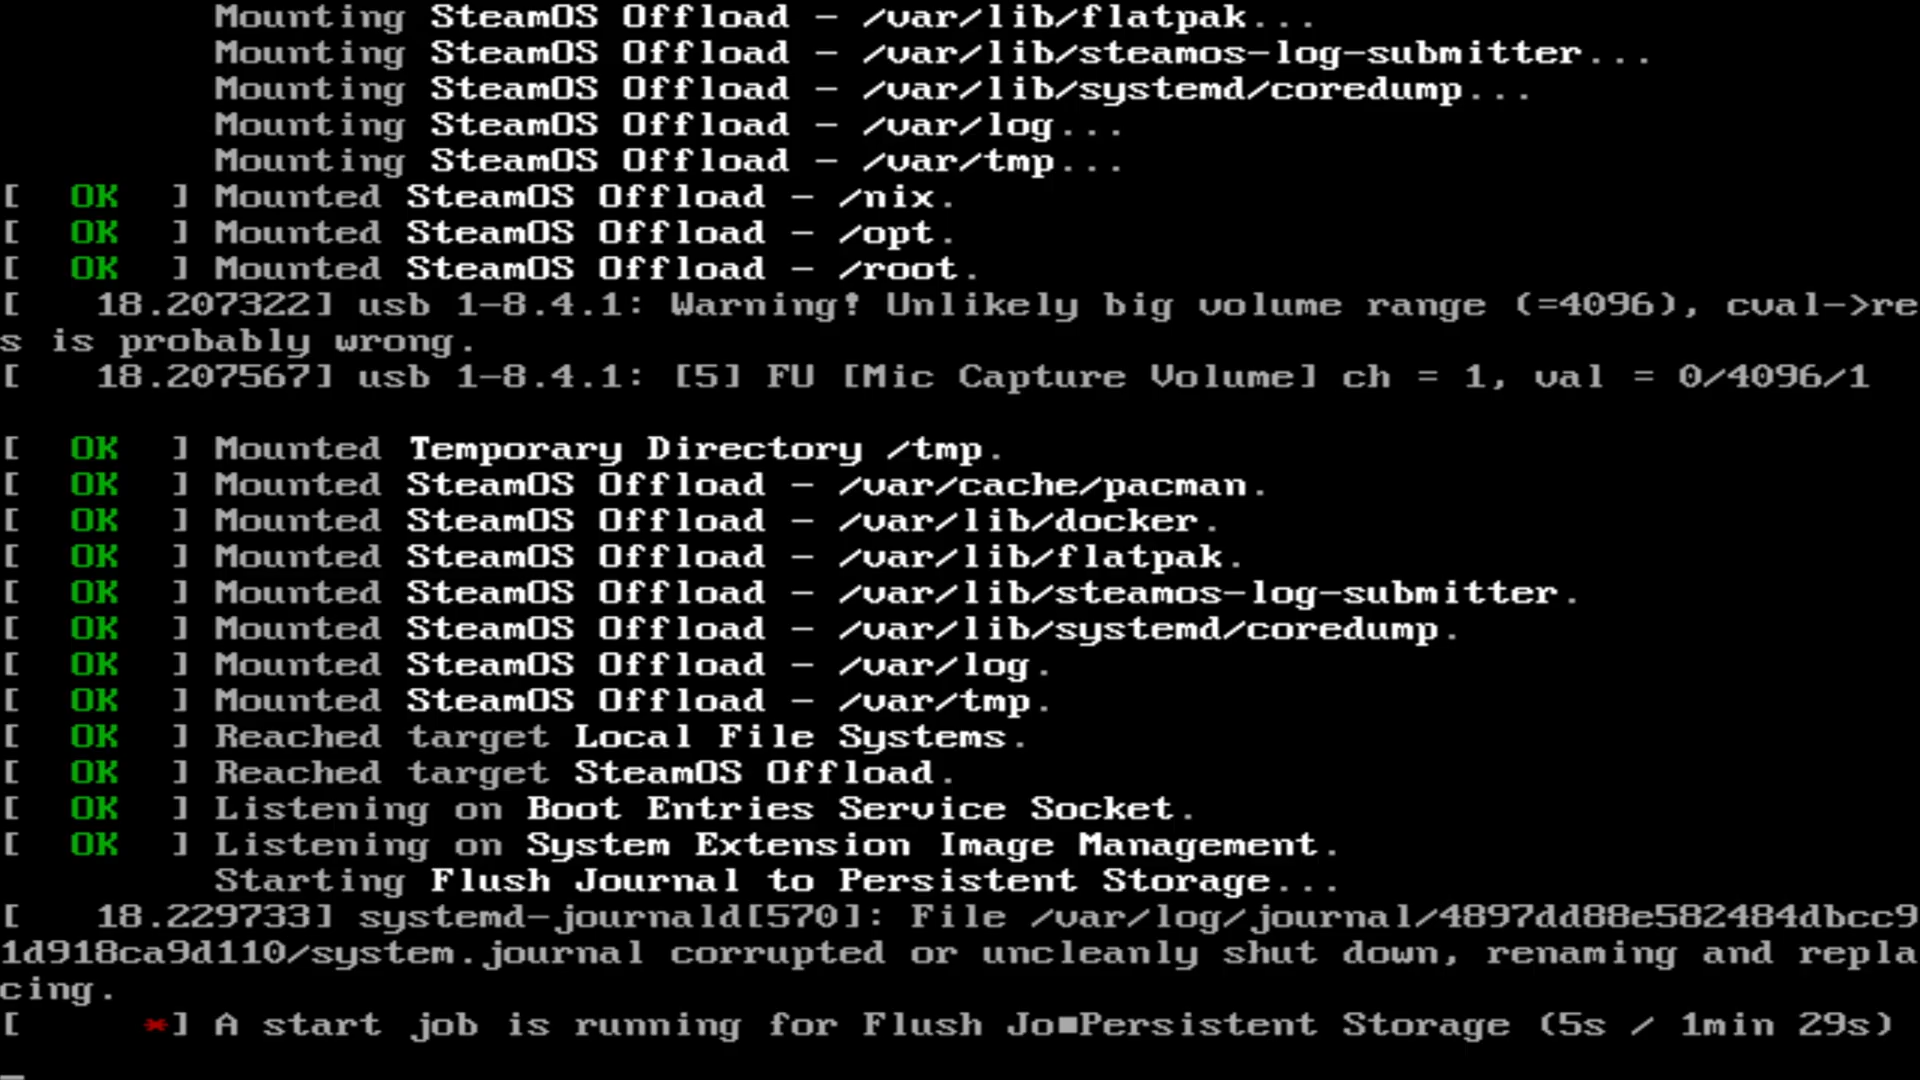 Mounting SteamOS Offload – /var/lib/flatpak...
Mounting SteamOS Offload – /var/lib/steamos-log-submitter...
Mounting SteamOS Offload – /var/lib/systemd/coredump...
Mounting SteamOS Offload – /var/log...
Mounting SteamOS Offload – /var/tmp...
[  OK  ] Mounted SteamOS Offload – /nix.
[  OK  ] Mounted SteamOS Offload – /opt.
[  OK  ] Mounted SteamOS Offload – /root.
[   18.207322] usb 1-8.4.1: Warning! Unlikely big volume range (=4096), cval->re
s is probably wrong.
[   18.207567] usb 1-8.4.1: [5] FU [Mic Capture Volume] ch = 1, val = 0/4096/1
[  OK  ] Mounted Temporary Directory /tmp.
[  OK  ] Mounted SteamOS Offload – /var/cache/pacman.
[  OK  ] Mounted SteamOS Offload – /var/lib/docker.
[  OK  ] Mounted SteamOS Offload – /var/lib/flatpak.
[  OK  ] Mounted SteamOS Offload – /var/lib/steamos-log-submitter.
[  OK  ] Mounted SteamOS Offload – /var/lib/systemd/coredump.
[  OK  ] Mounted SteamOS Offload – /var/log.
[  OK  ] Mounted SteamOS Offload – /var/tmp.
[  OK  ] Reached target Local File Systems.
[  OK  ] Reached target SteamOS Offload.
[  OK  ] Listening on Boot Entries Service Socket.
[  OK  ] Listening on System Extension Image Management.
Starting Flush Journal to Persistent Storage...
[   18.229733] systemd-journald[570]: File /var/log/journal/4897dd88e582484dbcc9
1d918ca9d110/system.journal corrupted or uncleanly shut down, renaming and repla
cing.
[     *] A start job is running for Flush Jo■Persistent Storage (5s / 1min 29s)